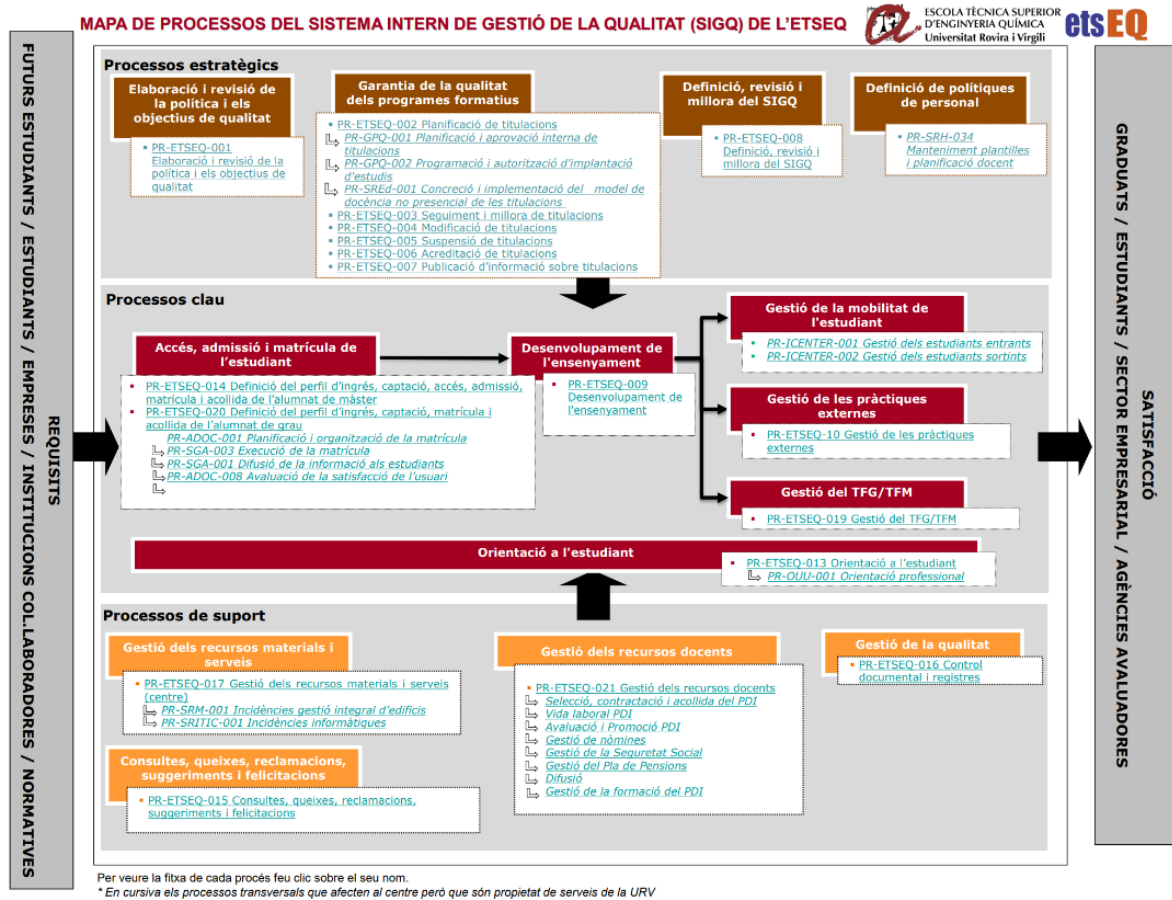 MAPA DE PROCESSOS DEL SISTEMA INTERN DE GESTIÓ DE LA QUALITAT (SIGQ) DE L'ETSEQ
ESCOLA TÈCNICA SUPERIOR
D'ENGINYERIA QUÍMICA
Universitat Rovira i Virgili
etsEQ
FUTURS ESTUDIANTS / ESTUDIANTS / EMPRESES / INSTITUCIONS COL.LABORADORES / NORMATIVES
REQUISITS
Processos estratègics
Elaboració i revisió de
la política i els
objectius de qualitat
PR-ETSEQ-001
Elaboració i revisió de la
política i els objectius de
qualitat
Garantia de la qualitat
dels programes formatius
PR-ETSEQ-002 Planificació de titulacions
PR-GPQ-001 Planificació i aprovació interna de
titulacions
PR-GPQ-002 Programació i autorització d'implantació
d'estudis
PR-SREd-001 Concreció i implementació del model de
docència no presencial de les titulacions
PR-ETSEQ-003 Seguiment i millora de titulacions
PR-ETSEQ-004 Modificació de titulacions
PR-ETSEQ-005 Suspensió de titulacions
PR-ETSEQ-006 Acreditació de titulacions
PR-ETSEQ-007 Publicació d'informació sobre titulacions
Definició, revisió i
millora del SIGQ
PR-ETSEQ-008
Definició, revisió i
millora del SIGQ
Definició de polítiques
de personal
PR-SRH-034
Manteniment plantilles
i planificació docent
Processos clau
Accés, admissió i matrícula de
l'estudiant
PR-ETSEQ-014 Definició del perfil d'ingrés, captació, accés, admissió,
matrícula i acollida de l'alumnat de màster
PR-ETSEQ-020 Definició del perfil d'ingrés, captació, matrícula i
acollida de l'alumnat de grau
PR-ADOC-001 Planificació i organització de la matrícula
PR-SGA-003 Execució de la matrícula
PR-SGA-001 Difusió de la informació als estudiants
PR-ADOC-008 Avaluació de la satisfacció de l'usuari
Desenvolupament de
l'ensenyament
PR-ETSEQ-009
Desenvolupament de
l'ensenyament
Gestió de la mobilitat de
l'estudiant
PR-ICENTER-001 Gestió dels estudiants entrants
PR-ICENTER-002 Gestió dels estudiants sortints
Gestió de les pràctiques
externes
PR-ETSEQ-10 Gestió de les pràctiques
externes
Gestió del TFG/TFM
PR-ETSEQ-019 Gestió del TFG/TFM
Orientació a l'estudiant
PR-ETSEQ-013 Orientació a l'estudiant
PR-OUU-001 Orientació professional
Processos de suport
Gestió dels recursos materials i
serveis
PR-ETSEQ-017 Gestió dels recursos materials i serveis
(centre)
PR-SRM-001 Incidències gestió integral d'edificis
PR-SRITIC-001 Incidències informàtiques
Consultes, queixes, reclamacions,
suggeriments i felicitacions
PR-ETSEQ-015 Consultes, queixes, reclamacions,
suggeriments i felicitacions
Gestió dels recursos docents
PR-ETSEQ-021 Gestió dels recursos docents
Selecció, contractació i acollida del PDI
Vida laboral PDI
Avaluació i Promoció PDI
Gestió de nòmines
Gestió de la Seguretat Social
Gestió del Pla de Pensions
Difusió
Gestió de la formació del PDI
Gestió de la qualitat
PR-ETSEQ-016 Control
documental i registres
GRADUATS / ESTUDIANTS / SECTOR EMPRESARIAL / AGÈNCIES AVALUADORES
SATISFACCIÓ
Per veure la fitxa de cada procés feu clic sobre el seu nom.
* En cursiva els processos transversals que afecten al centre però que són propietat de serveis de la URV